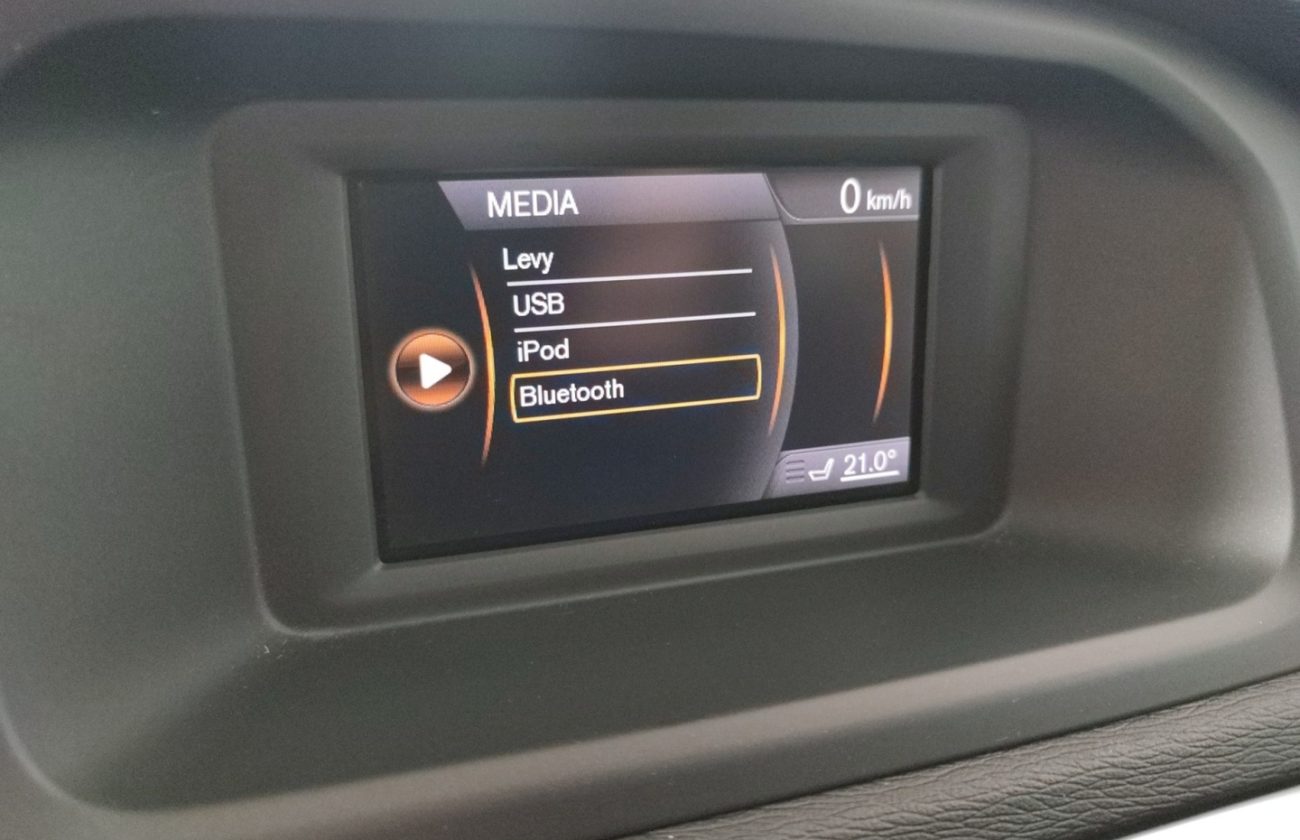 MEDIA
0 km/h
Levy
USB
iPod
Bluetooth
21.0°